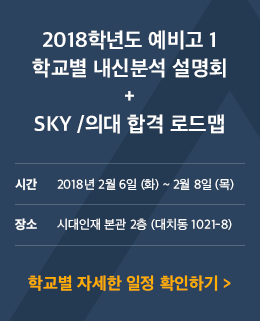 2018학년도 예비고 1
학교별 내신분석 설명회
+
SKY /의대 합격 로드맵
시간 2018년 2월 6일 (화) ~ 2월 8일 (목)
장소 시대인재 본관 2층 (대치동 1021-8)
학교별 자세한 일정 확인하기 >